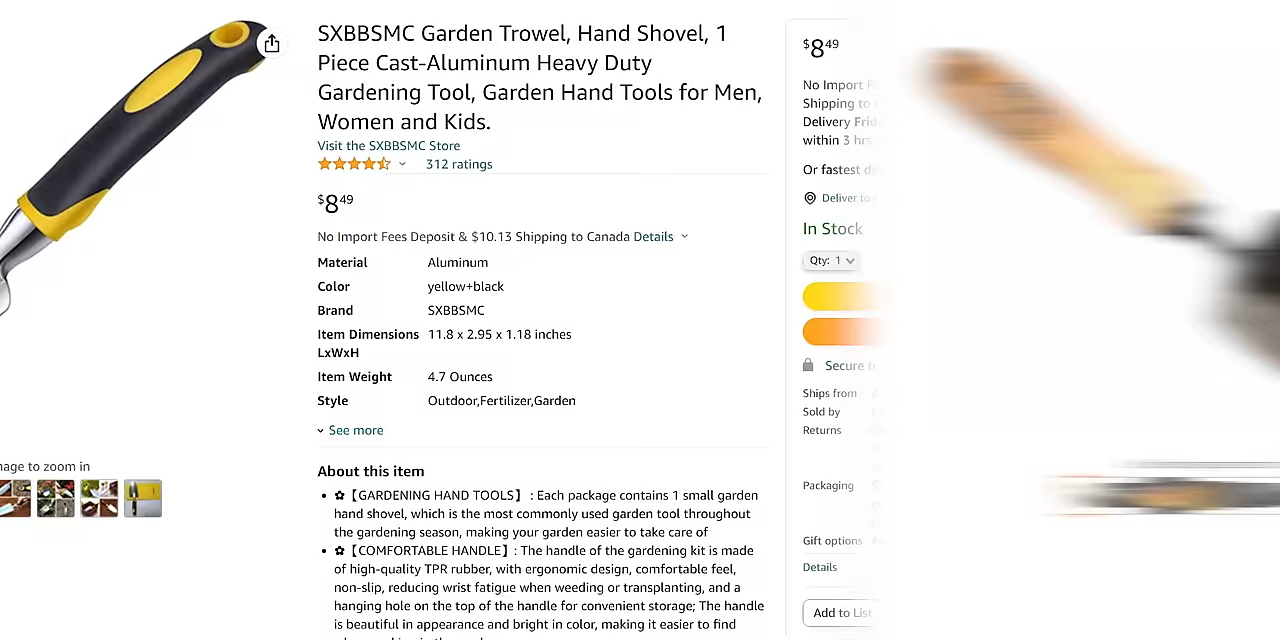 SXBBSMC Garden Trowel, Hand Shovel, 1
Piece Cast-Aluminum Heavy Duty
Gardening Tool, Garden Hand Tools for Men,
Women and Kids.
Visit the SXBBSMC Store
312 ratings
$8 49
No Import Fees Deposit & $10.13 Shipping to Canada Details
Material Aluminum
Color yellow+black
Brand SXBBSMC
Item Dimensions 11.8 x 2.95 x 1.18 inches
LxWxH
Item Weight 4.7 Ounces
Style Outdoor,Fertilizer,Garden
See more
About this item
• ✿【GARDENING HAND TOOLS】: Each package contains 1 small garden
hand shovel, which is the most commonly used garden tool throughout
the gardening season, making your garden easier to take care of
• ✿【COMFORTABLE HANDLE】: The handle of the gardening kit is made
of high-quality TPR rubber, with ergonomic design, comfortable feel,
non-slip, reducing wrist fatigue when weeding or transplanting, and a
hanging hole on the top of the handle for convenient storage; The handle
is beautiful in appearance and bright in color, making it easier to find
to zoom in
$8 49
No Import
Shipping to
Delivery
within 3 hrs
Or fastest
Deliver to
In Stock
Qty: 1
Secure
Ships from
Sold by
Returns
Packaging
Gift options
Details
Add to List